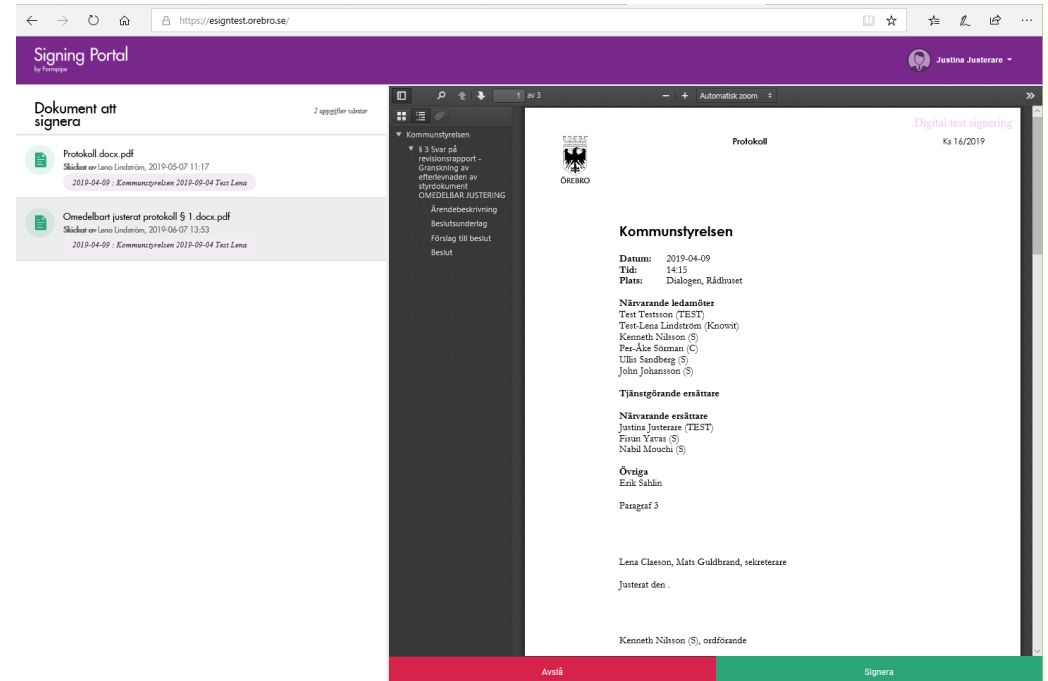 https://esigntest.orebro.se/
Signing Portal
by Formpipe
Justina Justerare
Dokument att
signera
2 uppgifter väntar
Protokoll.docx.pdf
Skickat av Lena Lindström, 2019-05-07 11:17
2019-04-09 : Kommunstyrelsen 2019-09-04 Test Lena
Omedelbart justerat protokoll § 1.docx.pdf
Skickat av Lena Lindström, 2019-06-07 13:53
2019-04-09 : Kommunstyrelsen 2019-09-04 Test Lena
1 av 3
Automatisk zoom
Kommunstyrelsen
§ 3 Svar på
revisionsrapport -
Granskning av
efterlevnaden av
styrdokument
OMEDELBAR JUSTERING
Ärendebeskrivning
Beslutsunderlag
Förslag till beslut
Beslut
Digital test signering
ÖREBRO
Protokoll
Ks 16/2019
Kommunstyrelsen
Datum: 2019-04-09
Tid: 14:15
Plats: Dialogen, Rådhuset
Närvarande ledamöter
Test Testsson (TEST)
Test-Lena Lindström (Knowit)
Kenneth Nilsson (S)
Per-Åke Sörman (C)
Ullis Sandberg (S)
John Johansson (S)
Tjänstgörande ersättare
Närvarande ersättare
Justina Justerare (TEST)
Fisun Yavas (S)
Nabil Mouchi (S)
Övriga
Erik Sahlin
Paragraf 3
Lena Claeson, Mats Guldbrand, sekreterare
Justerat den .
Kenneth Nilsson (S), ordförande
Avslå
Signera